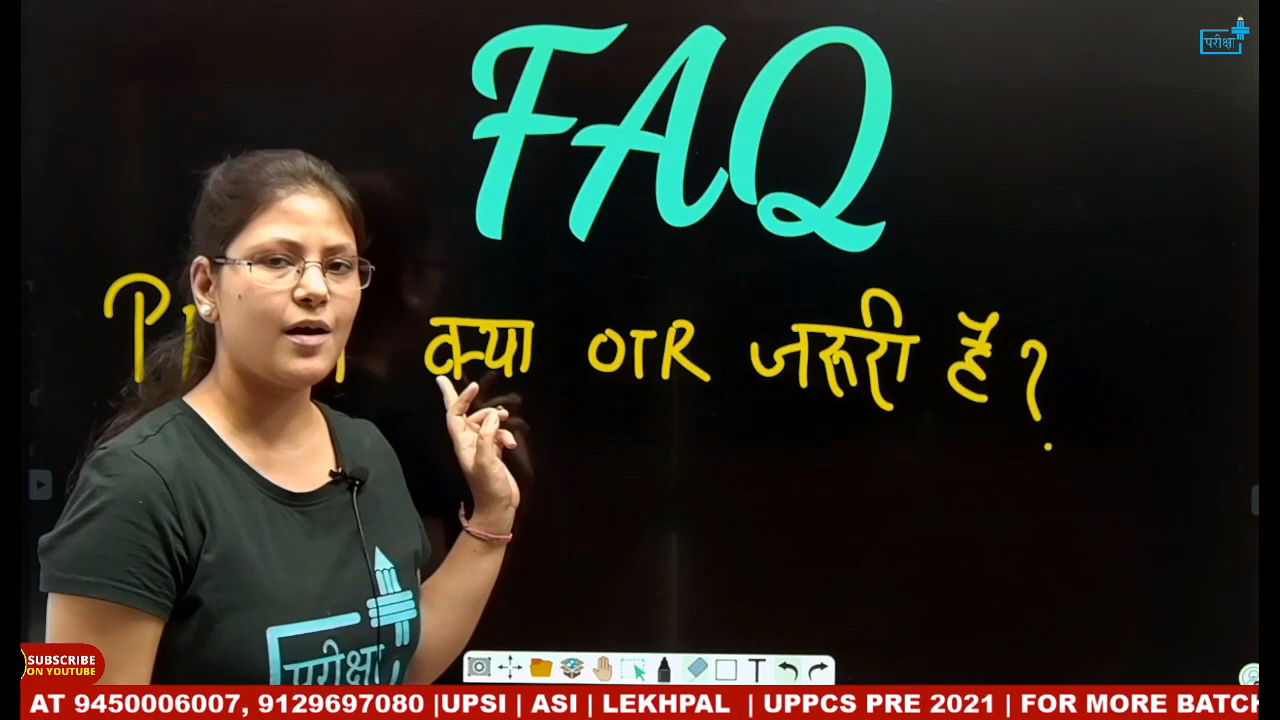 FAQ
परीक्षा
क्या OTR जरूरी है ?
परीक्षा
SUBSCRIBE
ON YOUTUBE
AT 9450006007, 9129697080 |UPSI | ASI | LEKHPAL | UPPCS PRE 2021 | FOR MORE BATCH